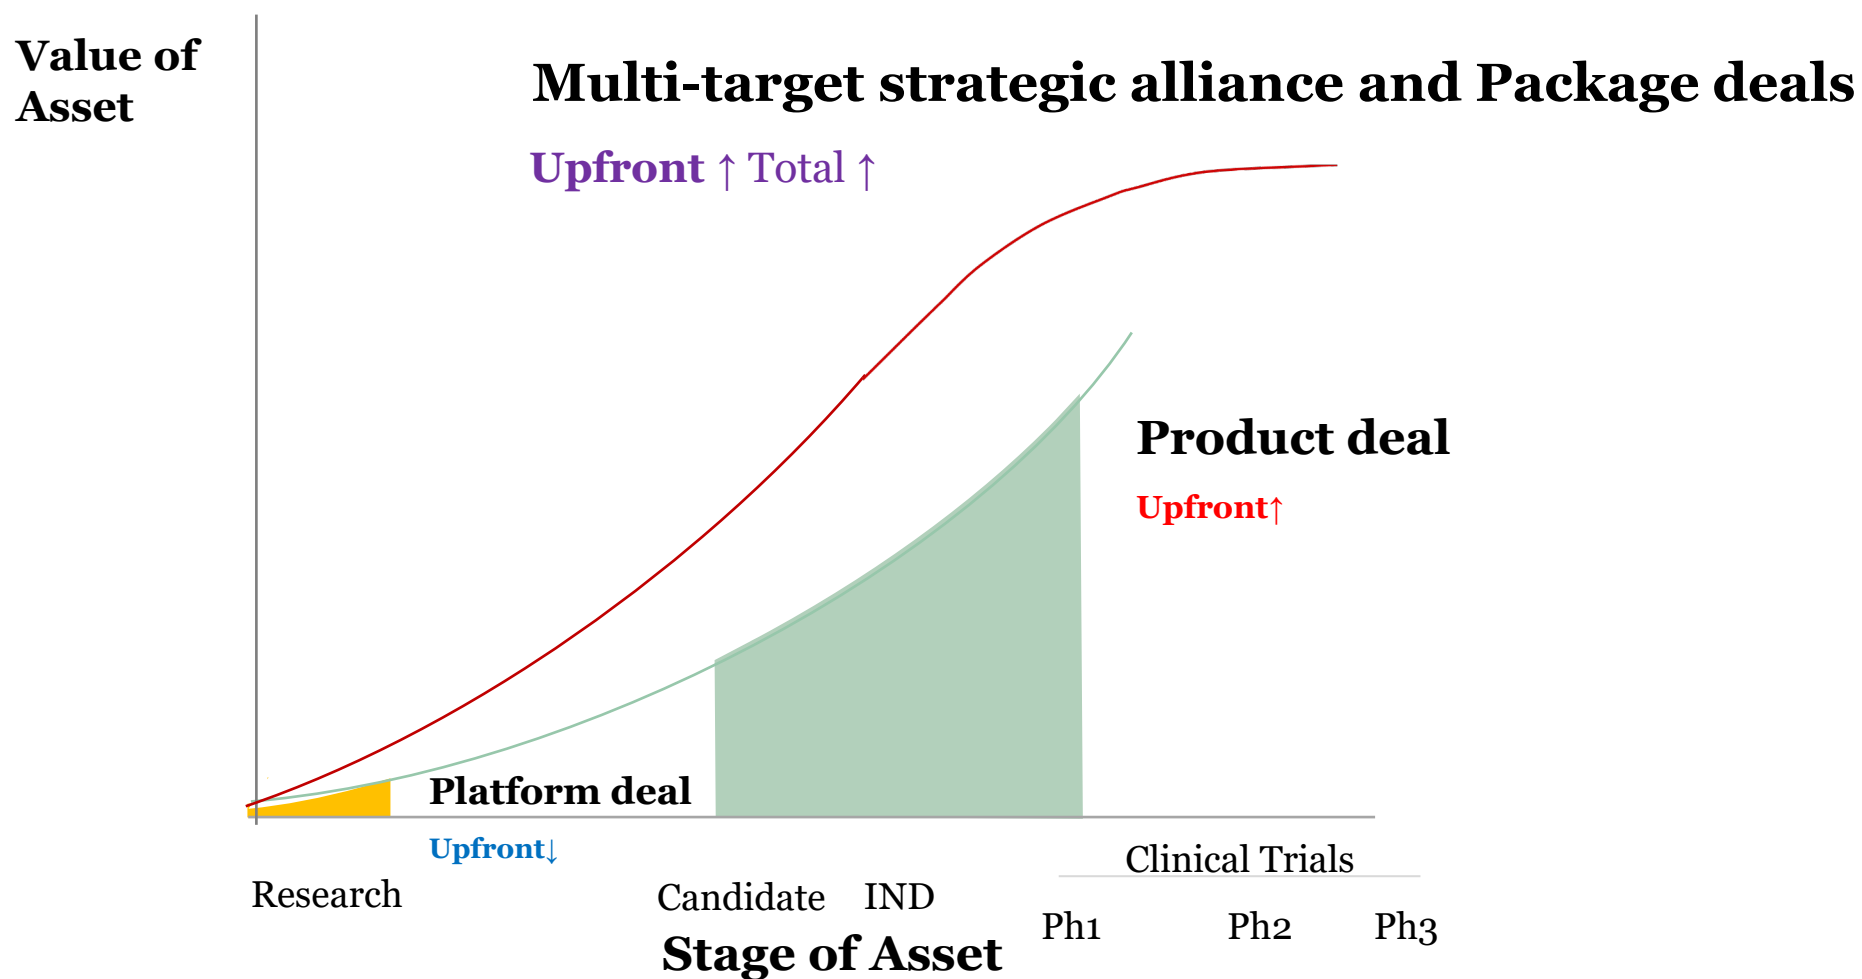 Value of
Asset
Multi-target strategic alliance and Package deals
Upfront ↑ Total ↑
Product deal
Upfront↑
Platform deal
Upfront↓
Clinical Trials
Research
Candidate
IND
Ph1
Ph2
Ph3
Stage of Asset